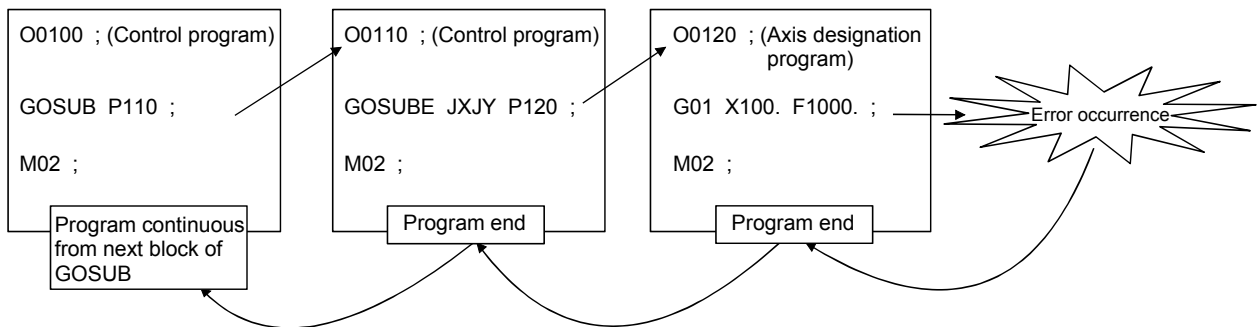 O0100 ; (Control program)
GOSUB P110 ;
M02 ;
Program continuous
from next block of
GOSUB
O0110 ; (Control program)
GOSUBE JXJY P120 ;
M02 ;
Program end
O0120 ; (Axis designation
program)
G01 X100. F1000. ;
M02 ;
Program end
Error occurrence